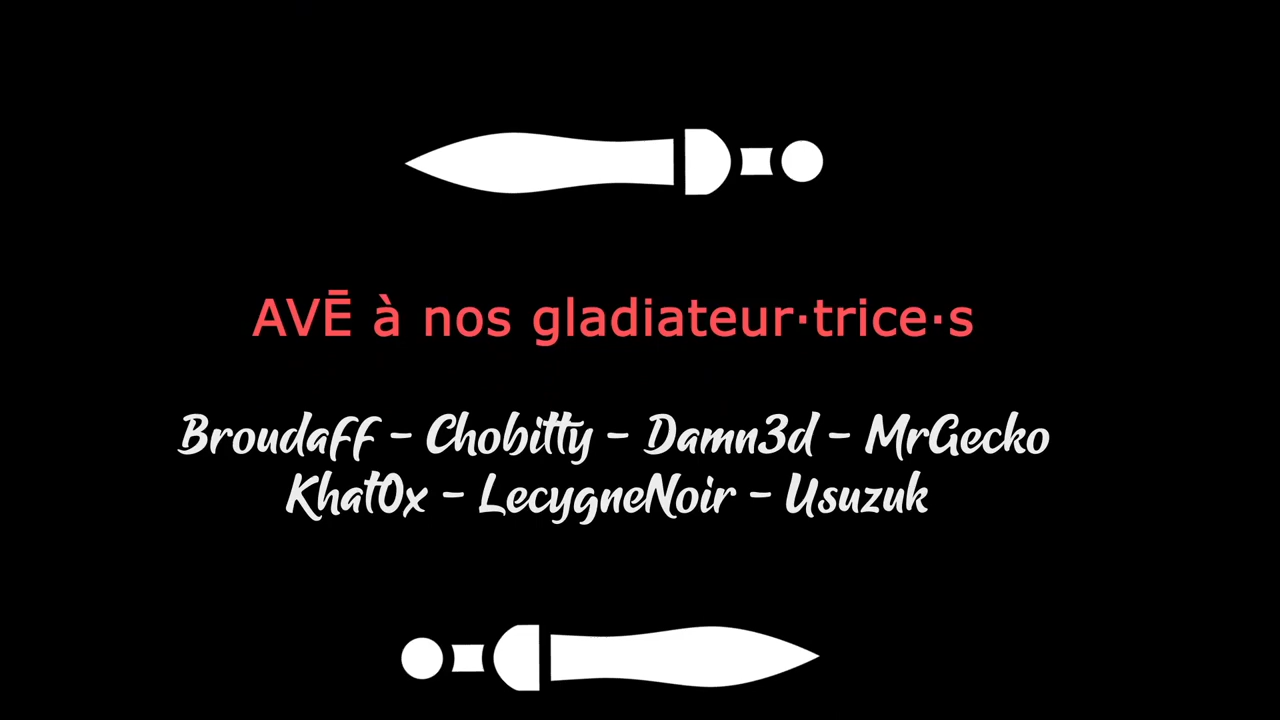 AVĒ à nos gladiateur·trice·s
Broudaff - Chobitty - Damn3d - MrGecko
Khat0x - LecygneNoir - Usuzuk